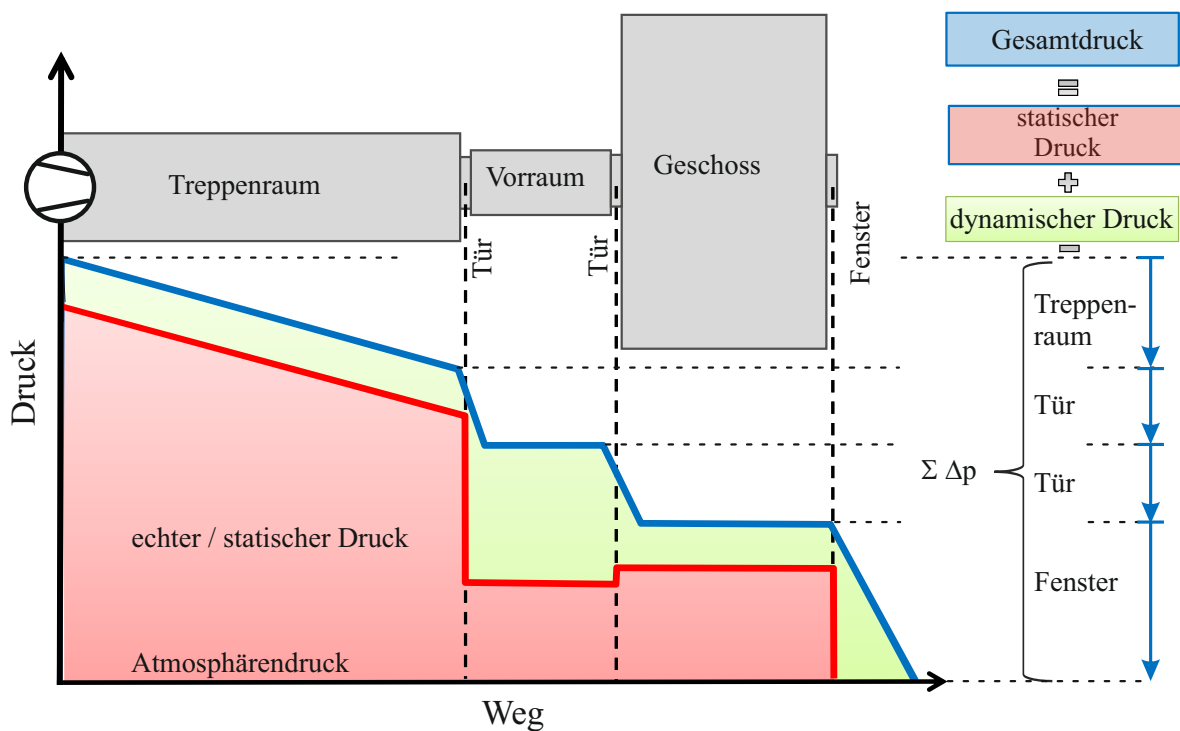 Gesamtdruck
statischer
Druck
dynamischer Druck
Treppenraum
Vorraum
Geschoss
Tür
Tür
Fenster
Druck
echter / statischer Druck
Atmosphärendruck
Weg
Σ Δp
Treppen-
raum
Tür
Tür
Fenster